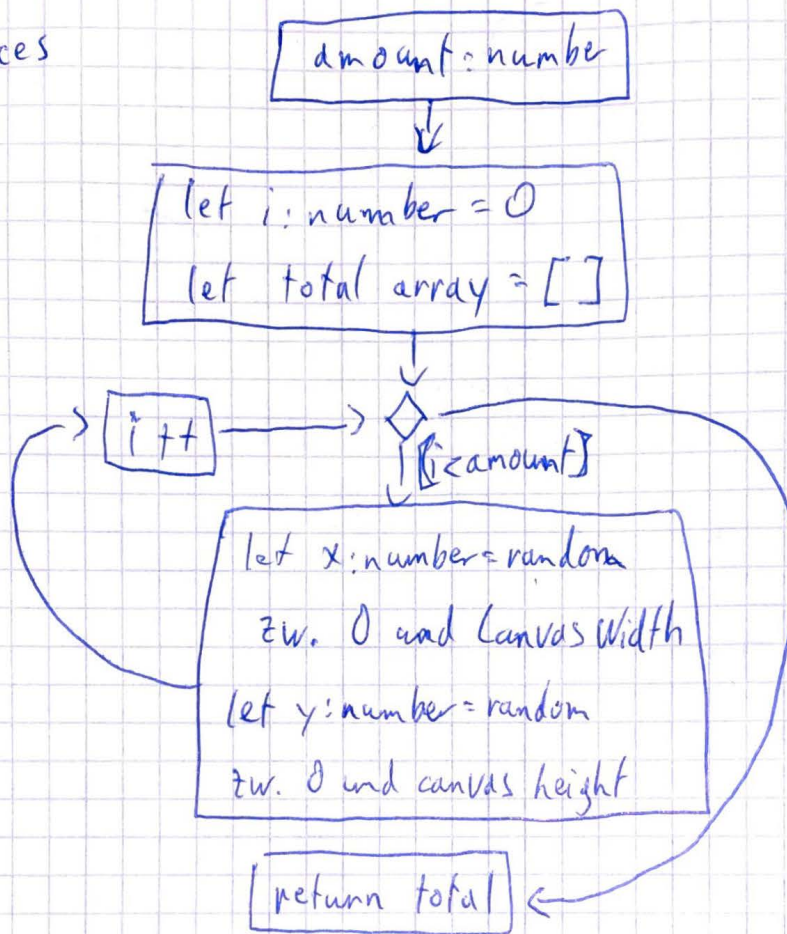 ces
amount: number
let i: number = 0
let total array = []
i++
[i<amount]
let x: number = random
zw. 0 und Canvas Width
let y: number = random
zw. 0 und canvas height
return total